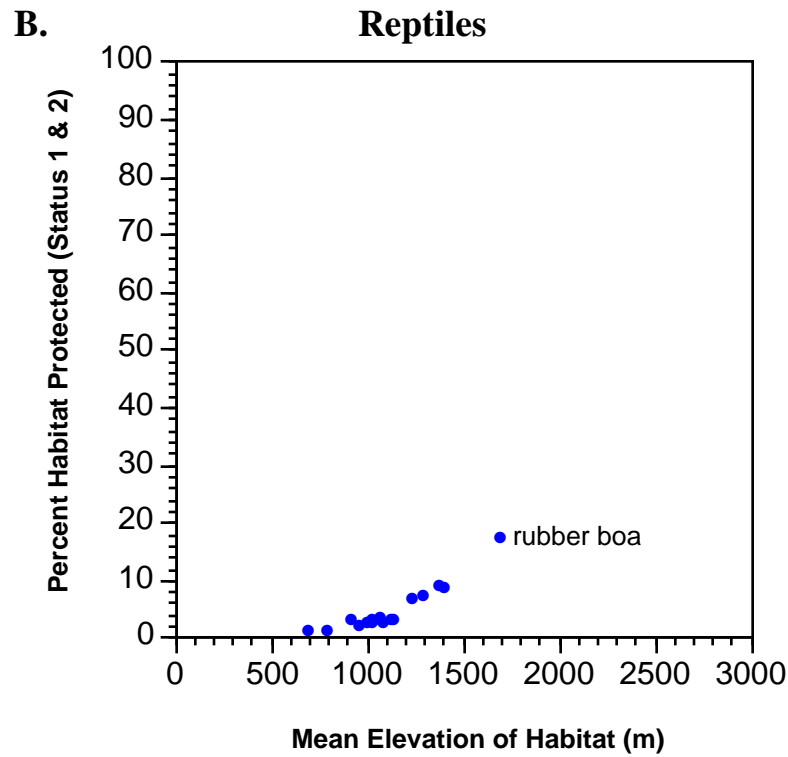 B.
Reptiles
Percent Habitat Protected (Status 1 & 2)
100
90
80
70
60
50
40
30
20
10
0
rubber boa
0 500 1000 1500 2000 2500 3000
Mean Elevation of Habitat (m)